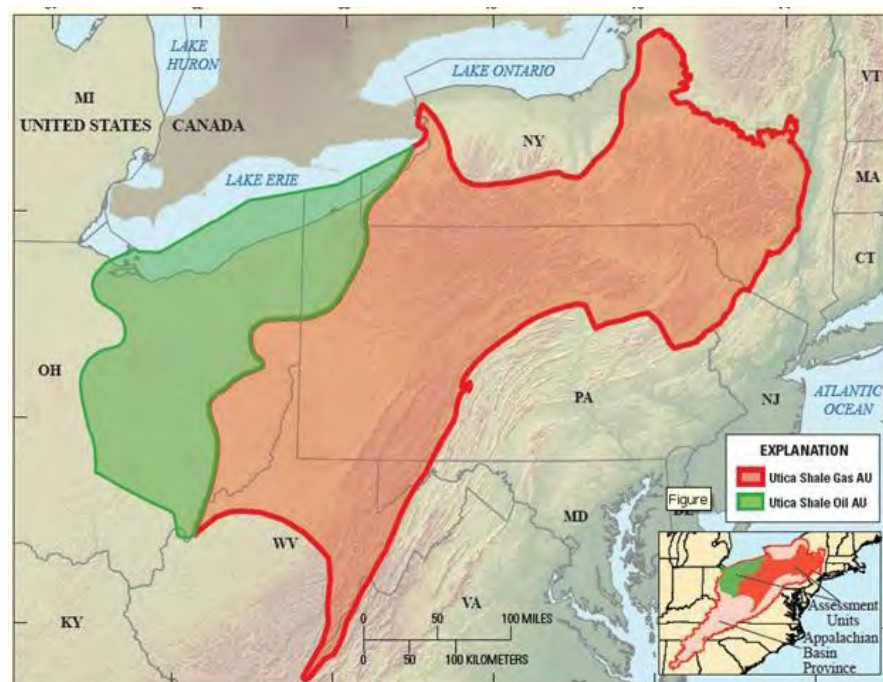 LAKE
HURON
LAKE ONTARIO
VT
MI
UNITED STATES
CANADA
NY
LAKE ERIE
MA
CT
OH
PA
NJ
ATLANTIC
OCEAN
EXPLANATION
Utica Shale Gas AU
Utica Shale Oil AU
Figure
MD
WV
VA
KY
0 50 100 MILES
0 50 100 KILOMETERS
Assessment
Units
Appalachian
Basin
Province